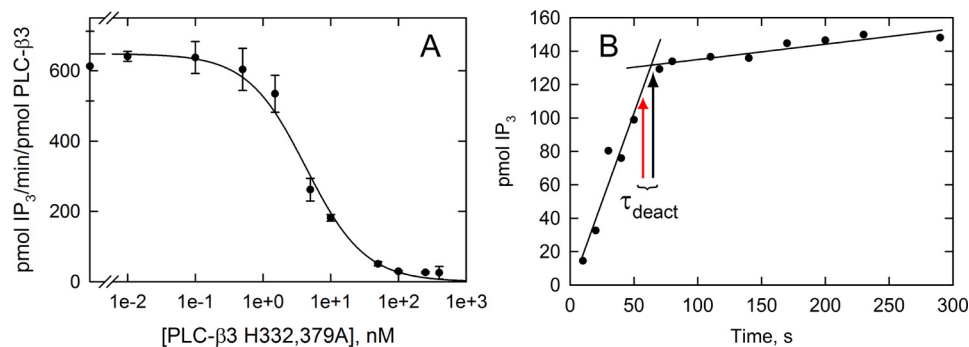 A
pmol IP3/min/pmol PLC-β3
600
400
200
0
1e-2 1e-1 1e+0 1e+1 1e+2 1e+3
[PLC-β3 H332,379A], nM
B
pmol IP3
160
140
120
100
80
60
40
20
0
τdeact
0 50 100 150 200 250 300
Time, s